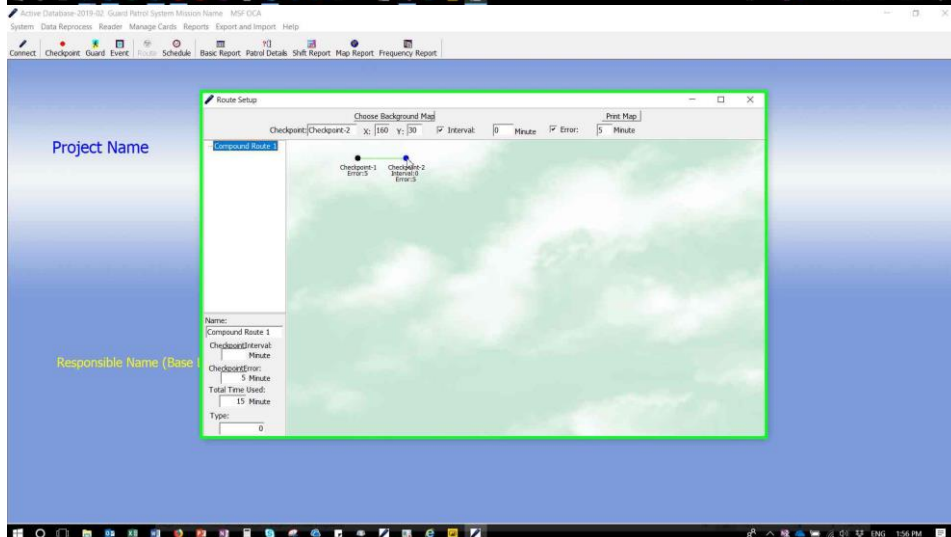 Active Database-2019-02 Guard Patrol System Mission Name MSF OCA
System Data Reprocess Reader Manage Cards Reports Export and Import Help
Connect Checkpoint Guard Event Route Schedule Basic Report Patrol Details Shift Report Map Report Frequency Report
Route Setup
Choose Background Map Print Map
Checkpoint: Checkpoint-2 X: 160 Y: 30 Interval: 0 Minute Error: 5 Minute
Project Name
Compound Route 1
Checkpoint-1 Checkpoint-2
Error:5 Interval:0
Error:5
Name:
Compound Route 1
CheckpointInterval:
Minute
CheckpointError:
5 Minute
Total Time Used:
15 Minute
Type:
0
Responsible Name (Base
ENG 1:56 PM